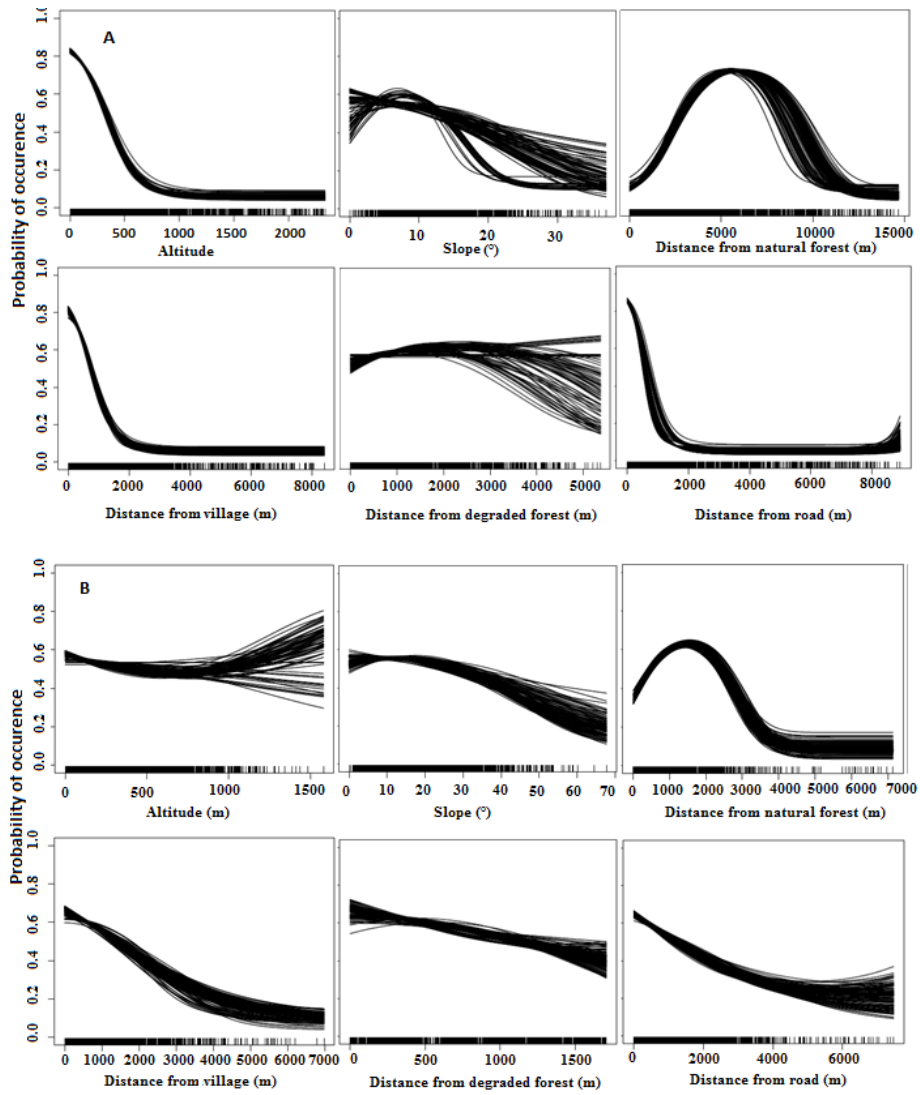 A
Probability of occurence
1.0
0.8
0.6
0.4
0.2
0.0
0 500 1000 1500 2000
Altitude
0 10 20 30
Slope (°)
0 5000 10000 15000
Distance from natural forest (m)
1.0
0.8
0.6
0.4
0.2
0.0
0 2000 4000 6000 8000
Distance from village (m)
0 1000 2000 3000 4000 5000
Distance from degraded forest (m)
0 2000 4000 6000 8000
Distance from road (m)
B
Probability of occurence
1.0
0.8
0.6
0.4
0.2
0.0
0 500 1000 1500
Altitude (m)
0 10 20 30 40 50 60 70
Slope (°)
0 1000 2000 3000 4000 5000 6000 7000
Distance from natural forest (m)
1.0
0.8
0.6
0.4
0.2
0.0
0 1000 2000 3000 4000 5000 6000 7000
Distance from village (m)
0 500 1000 1500
Distance from degraded forest (m)
0 2000 4000 6000
Distance from road (m)